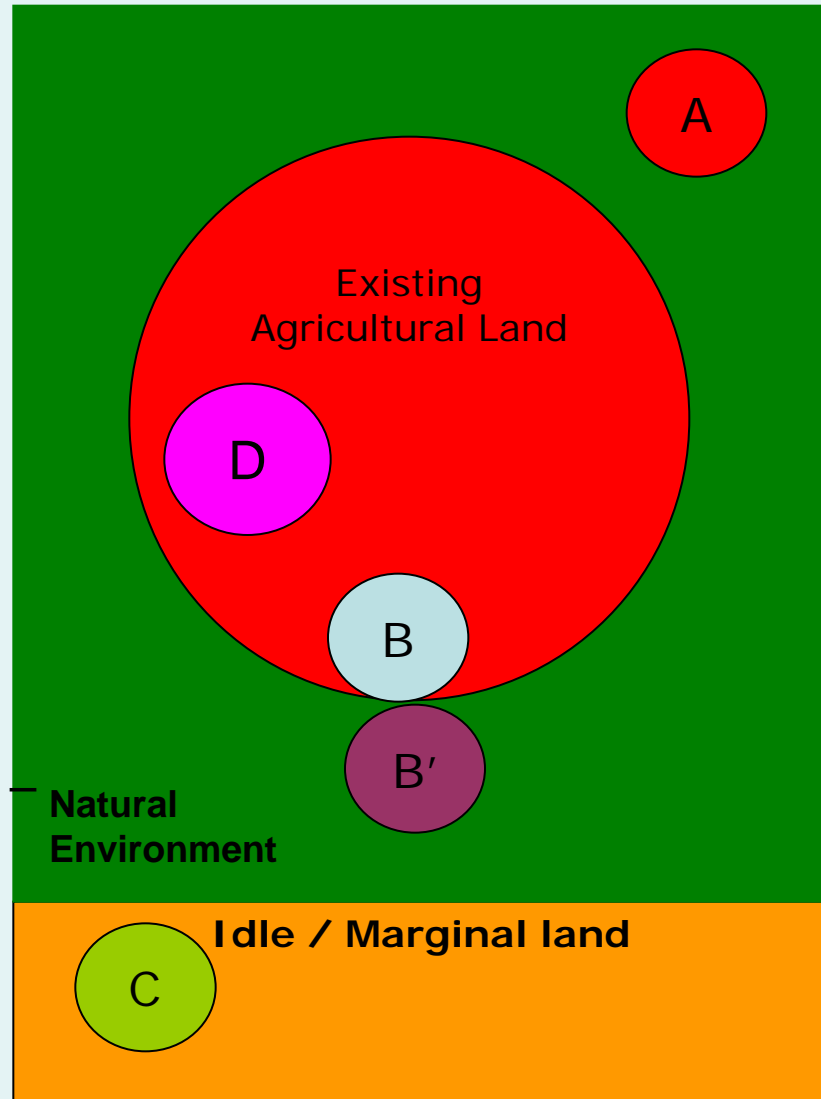 A
Existing
Agricultural Land
D
B
B′
– Natural
Environment
Idle / Marginal land
C